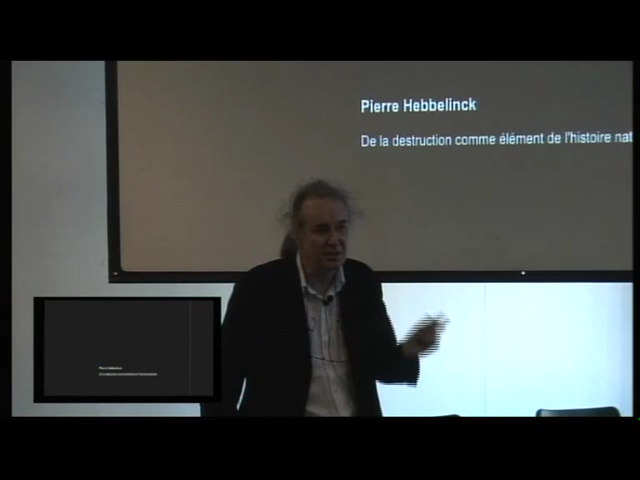 Pierre Hebbelinck
De la destruction comme élément de l'histoire nat